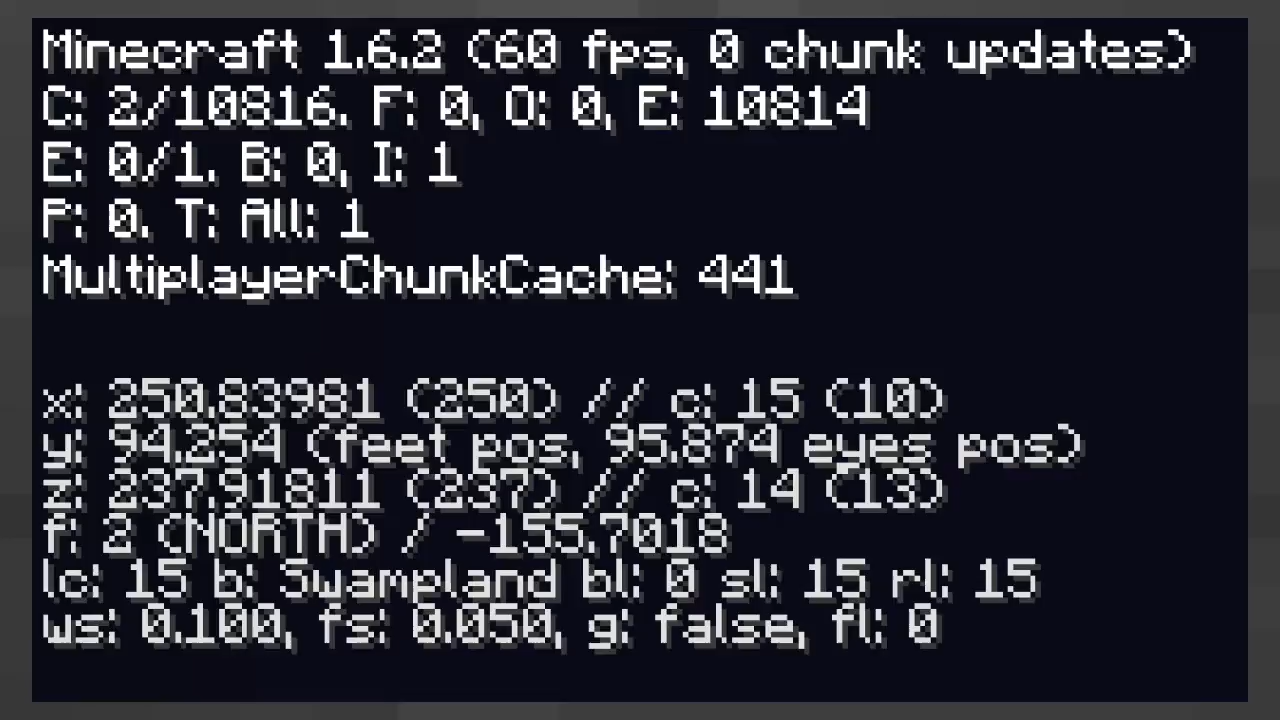 Minecraft 1.6.2 (60 fps, 0 chunk updates)
C: 2/10816. F: 0, O: 0, E: 10814
E: 0/1. B: 0, I: 1
P: 0. T: All: 1
MultiplayerChunkCache: 441
x: 250.83981 (250) // c: 15 (10)
y: 94.254 (feet pos, 95.874 eyes pos)
z: 237.91811 (237) // c: 14 (13)
f: 2 (NORTH) / -155.7018
lc: 15 b: Swampland bl: 0 sl: 15 rl: 15
ws: 0.100, fs: 0.050, g: false, fl: 0